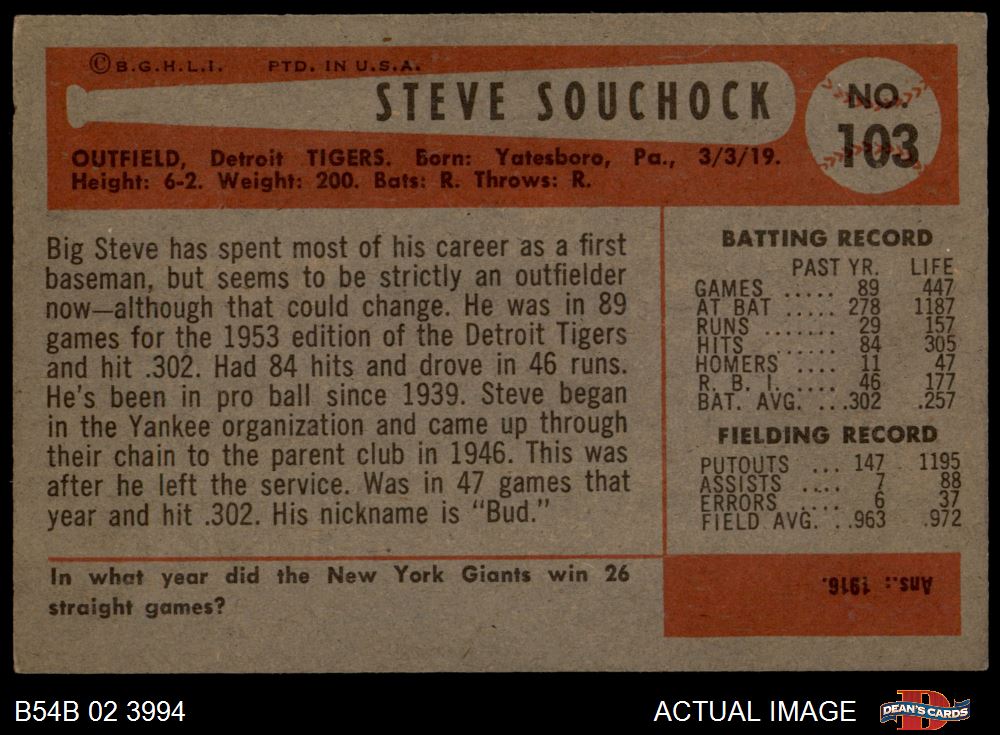 ©B.G.H.L.I. PTD. IN U.S.A.
STEVE SOUCHOCK
NO.
103
OUTFIELD, Detroit TIGERS. Born: Yatesboro, Pa., 3/3/19.
Height: 6-2. Weight: 200. Bats: R. Throws: R.
Big Steve has spent most of his career as a first
baseman, but seems to be strictly an outfielder
now—although that could change. He was in 89
games for the 1953 edition of the Detroit Tigers
and hit .302. Had 84 hits and drove in 46 runs.
He's been in pro ball since 1939. Steve began
in the Yankee organization and came up through
their chain to the parent club in 1946. This was
after he left the service. Was in 47 games that
year and hit .302. His nickname is "Bud."
BATTING RECORD
PAST YR. LIFE
GAMES ..... 89 447
AT BAT ..... 278 1187
RUNS ....... 29 157
HITS ....... 84 305
HOMERS .... 11 47
R. B. I. .... 46 177
BAT. AVG. ...302 .257
FIELDING RECORD
PUTOUTS ... 147 1195
ASSISTS .... 7 88
ERRORS .... 6 37
FIELD AVG. ..963 .972
In what year did the New York Giants win 26
straight games?
Ans.: 1916.
B54B 02 3994
ACTUAL IMAGE
D
DEAN'S CARDS